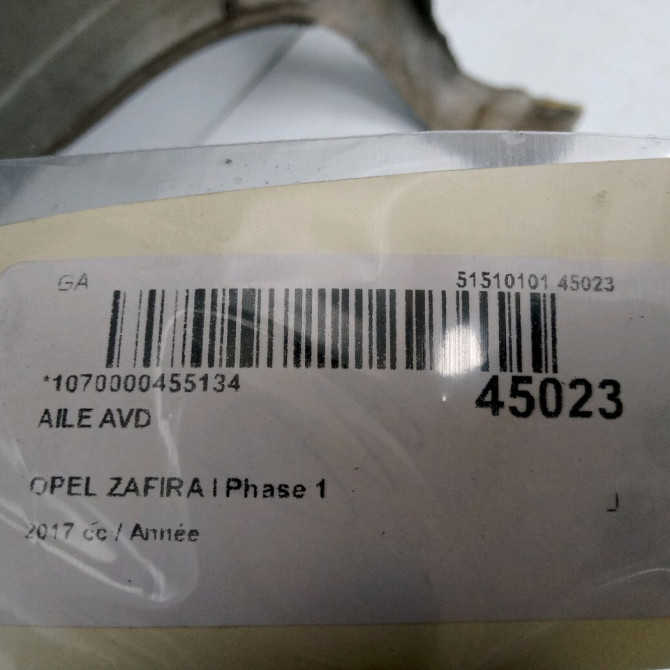 GA 51510101 45023
*1070000455134 45023
AILE AVD
OPEL ZAFIRA I Phase 1
2017 cc / Année